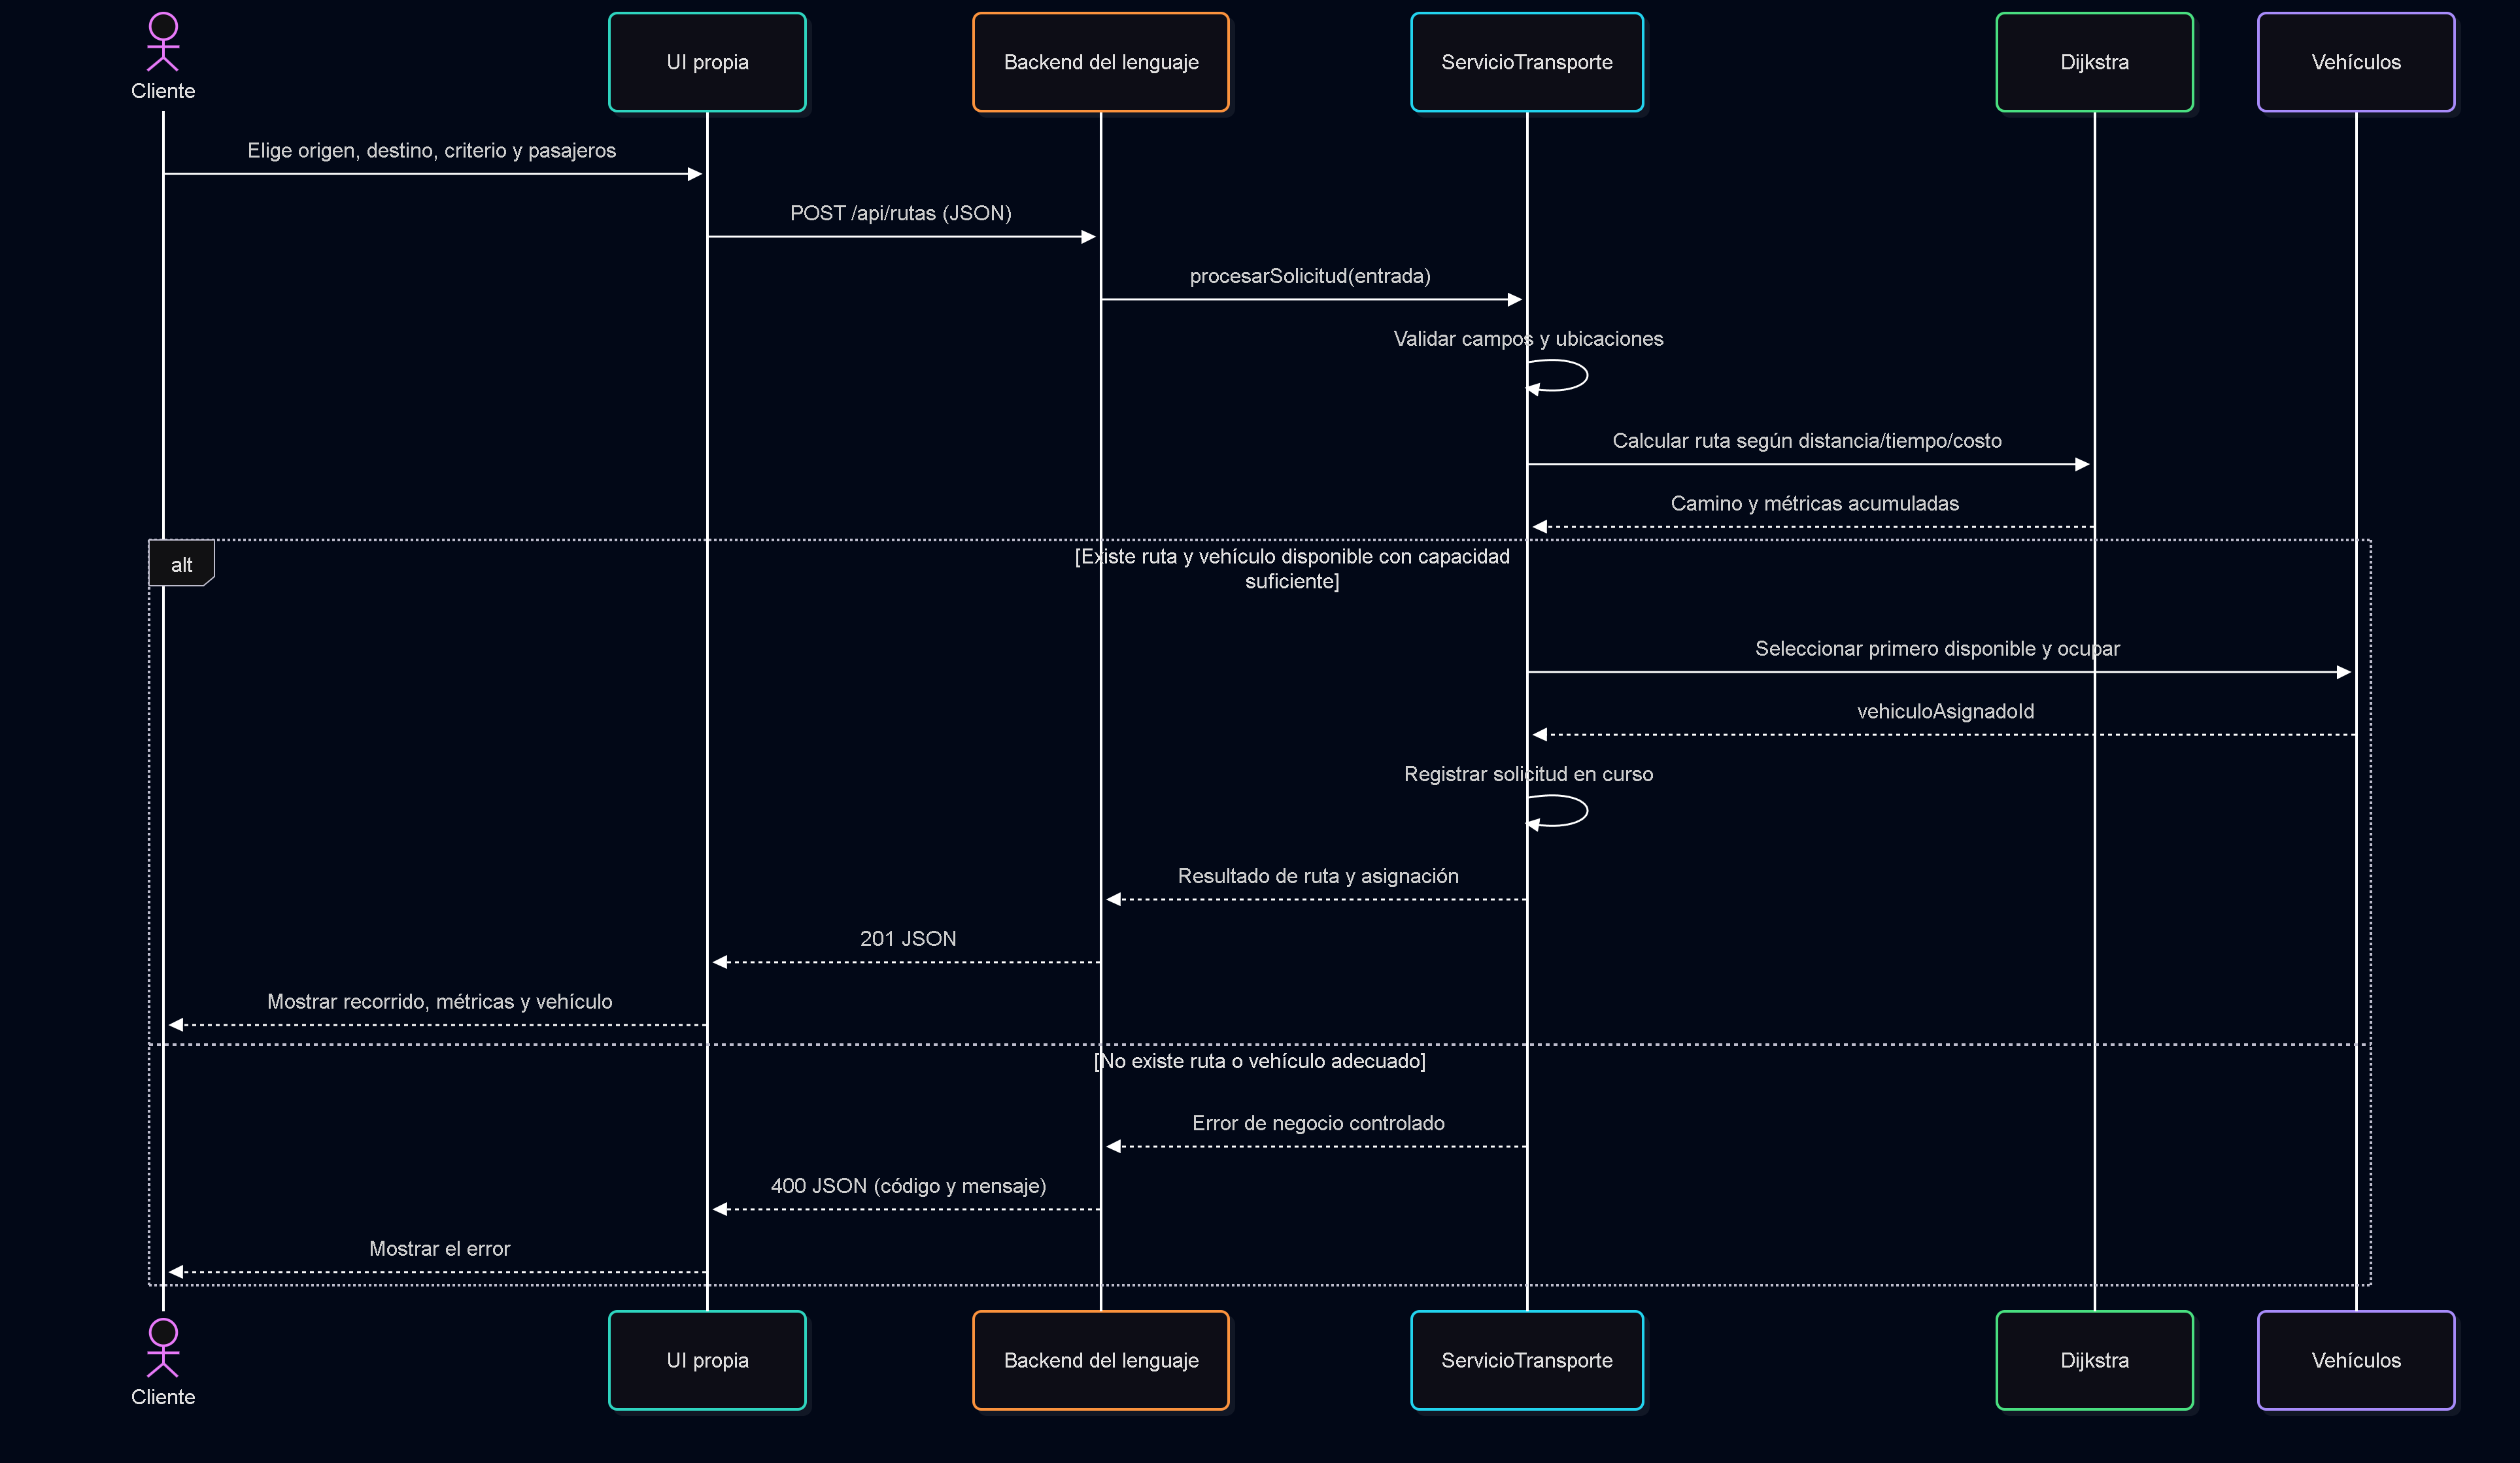 Cliente
UI propia
Backend del lenguaje
ServicioTransporte
Dijkstra
Vehículos
Elige origen, destino, criterio y pasajeros
POST /api/rutas (JSON)
procesarSolicitud(entrada)
Validar campos y ubicaciones
Calcular ruta según distancia/tiempo/costo
Camino y métricas acumuladas
alt
[Existe ruta y vehículo disponible con capacidad
suficiente]
Seleccionar primero disponible y ocupar
vehiculoAsignadoId
Registrar solicitud en curso
Resultado de ruta y asignación
201 JSON
Mostrar recorrido, métricas y vehículo
[No existe ruta o vehículo adecuado]
Error de negocio controlado
400 JSON (código y mensaje)
Mostrar el error
Cliente
UI propia
Backend del lenguaje
ServicioTransporte
Dijkstra
Vehículos